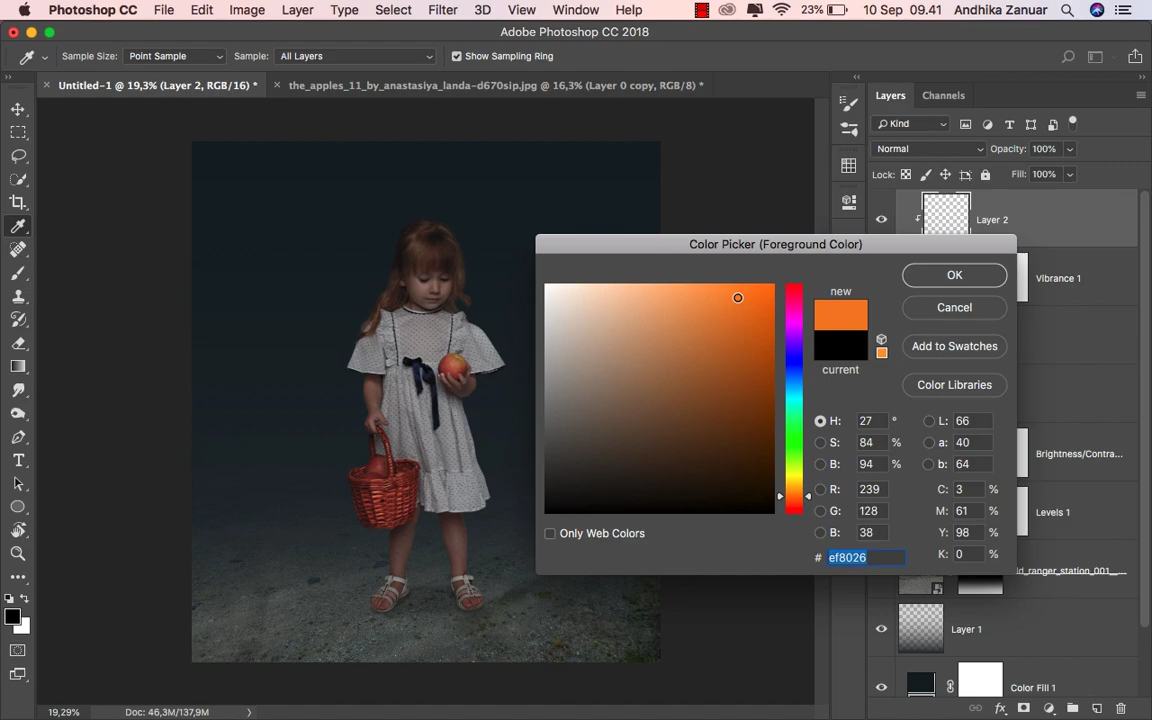 Photoshop CC File Edit Image Layer Type Select Filter 3D View Window Help 23% 10 Sep 09.41 Andhika Zanuar
Adobe Photoshop CC 2018
Sample Size: Point Sample Sample: All Layers Show Sampling Ring
Untitled-1 @ 19,3% (Layer 2, RGB/16) * the_apples_11_by_anastasiya_landa-d670sip.jpg @ 16,3% (Layer 0 copy, RGB/8) *
Layers Channels
Kind
Normal Opacity: 100%
Lock: Fill: 100%
Layer 2
Color Picker (Foreground Color)
OK
Vibrance 1
new
Cancel
Add to Swatches
current
Color Libraries
H: 27 ° L: 66
S: 84 % a: 40
B: 94 % b: 64
Brightness/Contra...
R: 239 C: 3 %
G: 128 M: 61 %
Levels 1
B: 38 Y: 98 %
Only Web Colors
# ef8026 K: 0 %
ld_ranger_station_001__...
Layer 1
Color Fill 1
19,29% Doc: 46,3M/137,9M
fx